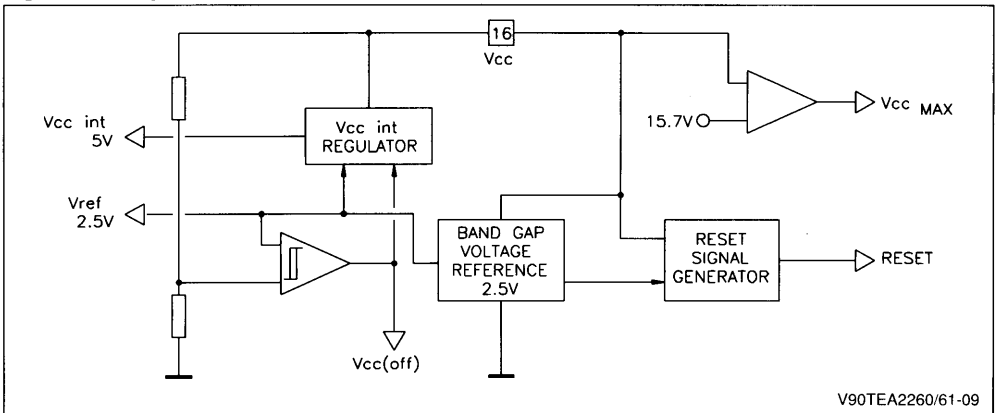 16
Vcc
Vcc int
5V
Vcc int
REGULATOR
15.7V
Vcc MAX
Vref
2.5V
BAND GAP
VOLTAGE
REFERENCE
2.5V
RESET
SIGNAL
GENERATOR
RESET
Vcc(off)
V90TEA2260/61-09